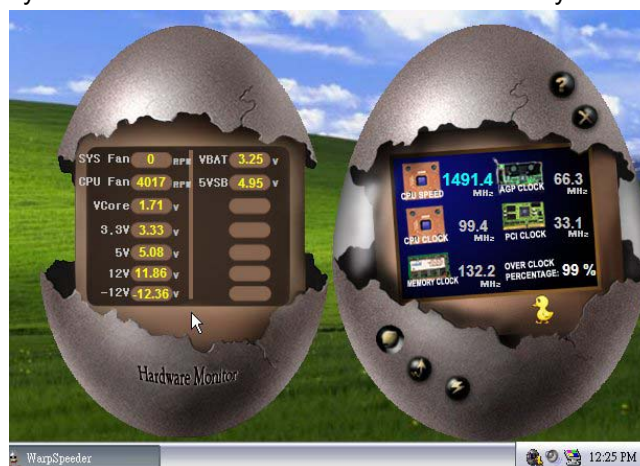 SYS Fan 0 RPM VBAT 3.25 V
CPU Fan 4017 RPM 5VSB 4.95 V
VCore 1.71 V
3.3V 3.33 V
5V 5.08 V
12V 11.86 V
-12V -12.36 V
Hardware Monitor
?
CPU SPEED 1491.4 MHz AGP CLOCK 66.3 MHz
CPU CLOCK 99.4 MHz PCI CLOCK 33.1 MHz
MEMORY CLOCK 132.2 MHz OVER CLOCK
PERCENTAGE: 99 %
WarpSpeeder
12:25 PM